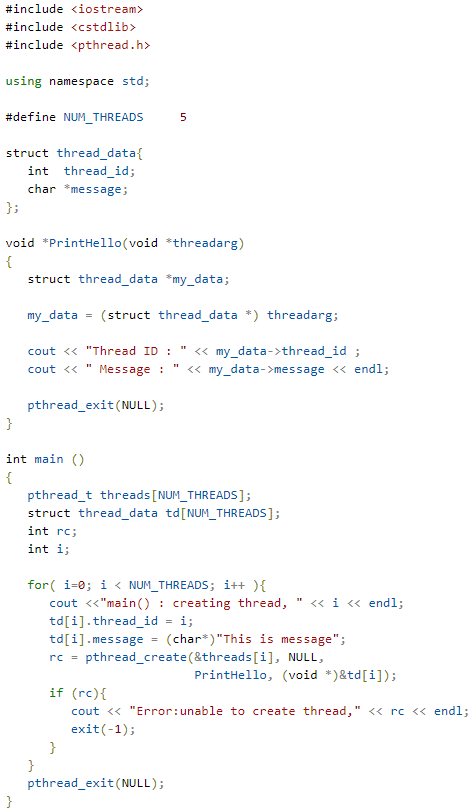 #include <iostream>
#include <cstdlib>
#include <pthread.h>

using namespace std;

#define NUM_THREADS     5

struct thread_data{
   int  thread_id;
   char *message;
};

void *PrintHello(void *threadarg)
{
   struct thread_data *my_data;

   my_data = (struct thread_data *) threadarg;

   cout << "Thread ID : " << my_data->thread_id ;
   cout << " Message : " << my_data->message << endl;

   pthread_exit(NULL);
}

int main ()
{
   pthread_t threads[NUM_THREADS];
   struct thread_data td[NUM_THREADS];
   int rc;
   int i;

   for( i=0; i < NUM_THREADS; i++ ){
      cout <<"main() : creating thread, " << i << endl;
      td[i].thread_id = i;
      td[i].message = (char*)"This is message";
      rc = pthread_create(&threads[i], NULL,
                          PrintHello, (void *)&td[i]);
      if (rc){
         cout << "Error:unable to create thread," << rc << endl;
         exit(-1);
      }
   }
   pthread_exit(NULL);
}